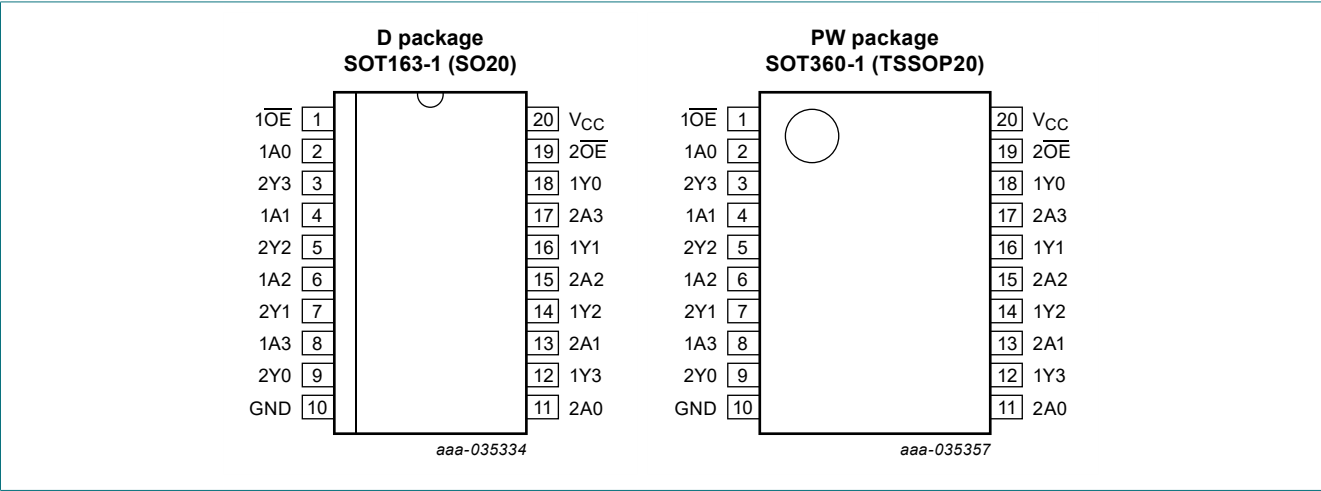 D package
SOT163-1 (SO20)
1O̅E̅ 1 20 VCC
1A0 2 19 2O̅E̅
2Y3 3 18 1Y0
1A1 4 17 2A3
2Y2 5 16 1Y1
1A2 6 15 2A2
2Y1 7 14 1Y2
1A3 8 13 2A1
2Y0 9 12 1Y3
GND 10 11 2A0
aaa-035334
PW package
SOT360-1 (TSSOP20)
1O̅E̅ 1 20 VCC
1A0 2 19 2O̅E̅
2Y3 3 18 1Y0
1A1 4 17 2A3
2Y2 5 16 1Y1
1A2 6 15 2A2
2Y1 7 14 1Y2
1A3 8 13 2A1
2Y0 9 12 1Y3
GND 10 11 2A0
aaa-035357